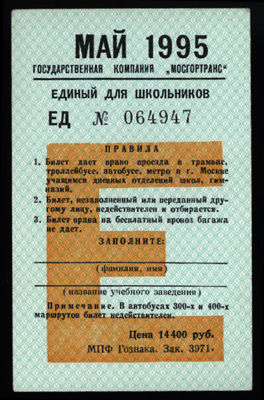 МАЙ 1995
ГОСУДАРСТВЕННАЯ КОМПАНИЯ „МОСГОРТРАНС“
ЕДИНЫЙ ДЛЯ ШКОЛЬНИКОВ
ЕД № 064947
ПРАВИЛА
1. Билет дает право проезда в трамвае,
троллейбусе, автобусе, метро в г. Москве
учащимся дневных отделений школ, гим-
назий.
2. Билет, незаполненный или переданный дру-
гому лицу, недействителен и отбирается.
3. Билет права на бесплатный провоз багажа
не дает.
ЗАПОЛНИТЕ:
(фамилия, имя)
(название учебного заведения)
Примечание. В автобусах 300-х и 400-х
маршрутов билет недействителен.
Цена 14400 руб.
МПФ Гознака. Зак. 3971.